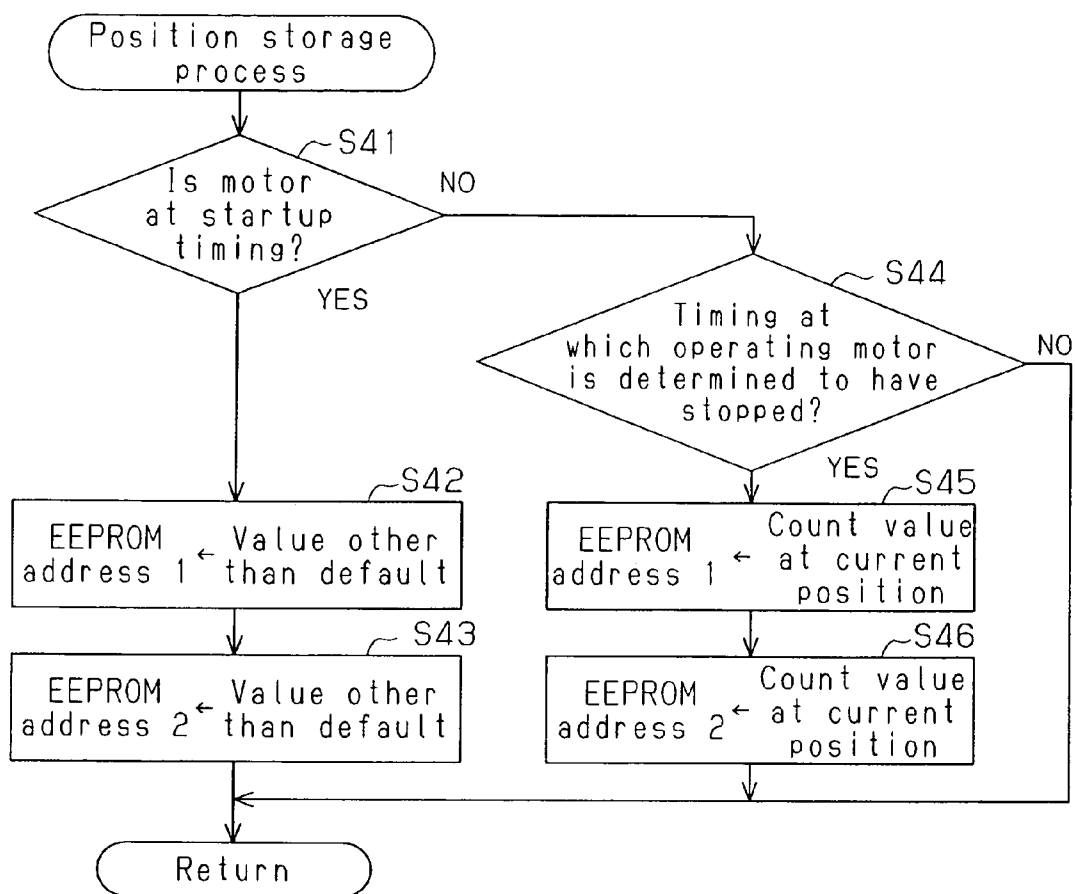 Position storage
process
S41
Is motor
at startup
timing?
NO
YES
S44
Timing at
which operating motor
is determined to have
stopped?
NO
YES
S42
EEPROM
address 1
←
Value other
than default
S45
EEPROM
address 1
←
Count value
at current
position
S43
EEPROM
address 2
←
Value other
than default
S46
EEPROM
address 2
←
Count value
at current
position
Return